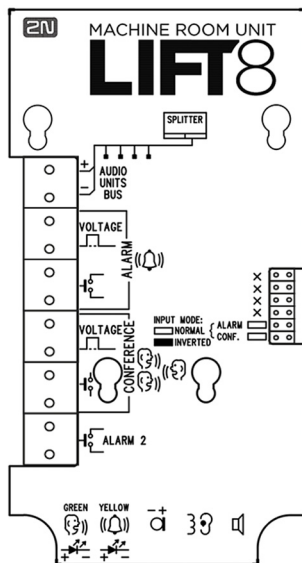 2N
MACHINE ROOM UNIT
LIFT8
SPLITTER
+
−
AUDIO
UNITS
BUS
VOLTAGE
ALARM
VOLTAGE
CONFERENCE
INPUT MODE:
NORMAL
INVERTED
ALARM
CONF.
X
X
X
X
ALARM 2
GREEN YELLOW
− +
+ − + −